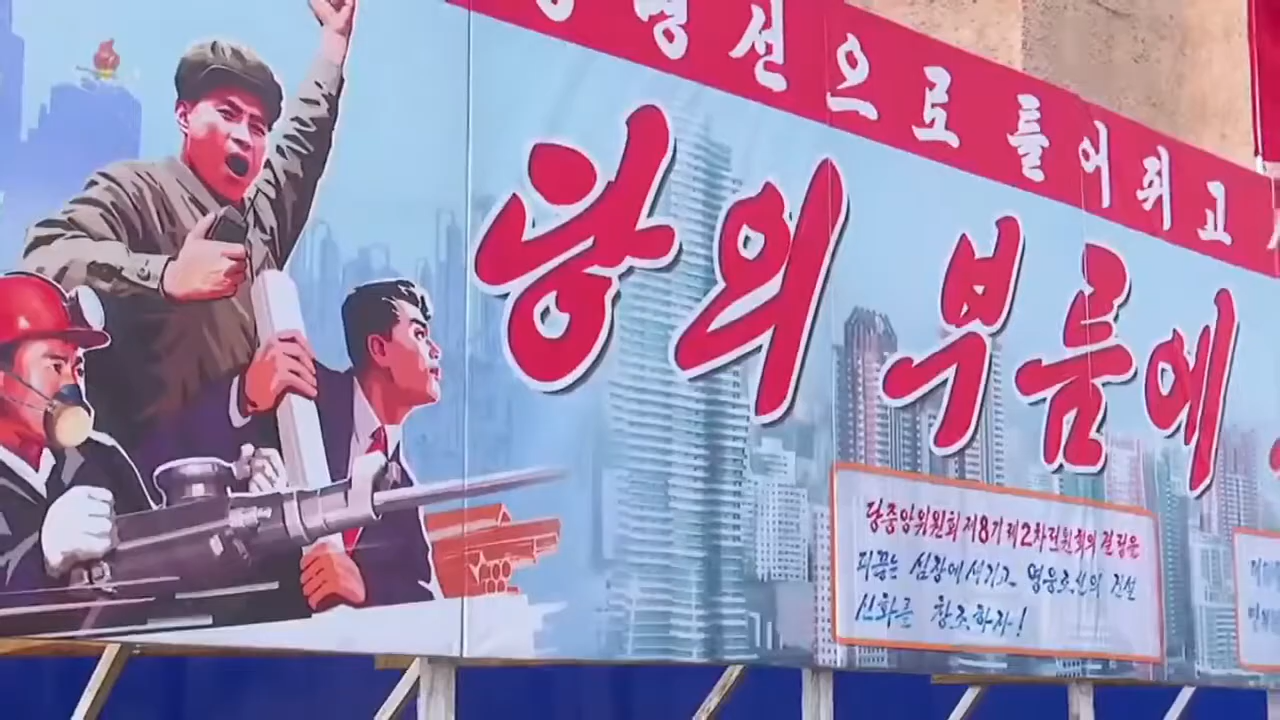 명선으로 틀어쥐고
당의 부름에
당중앙위원회 제8기 제2차전원회의 결정을
피끓는 심장에 새기고 영웅조선의 건설
신화를 창조하자!